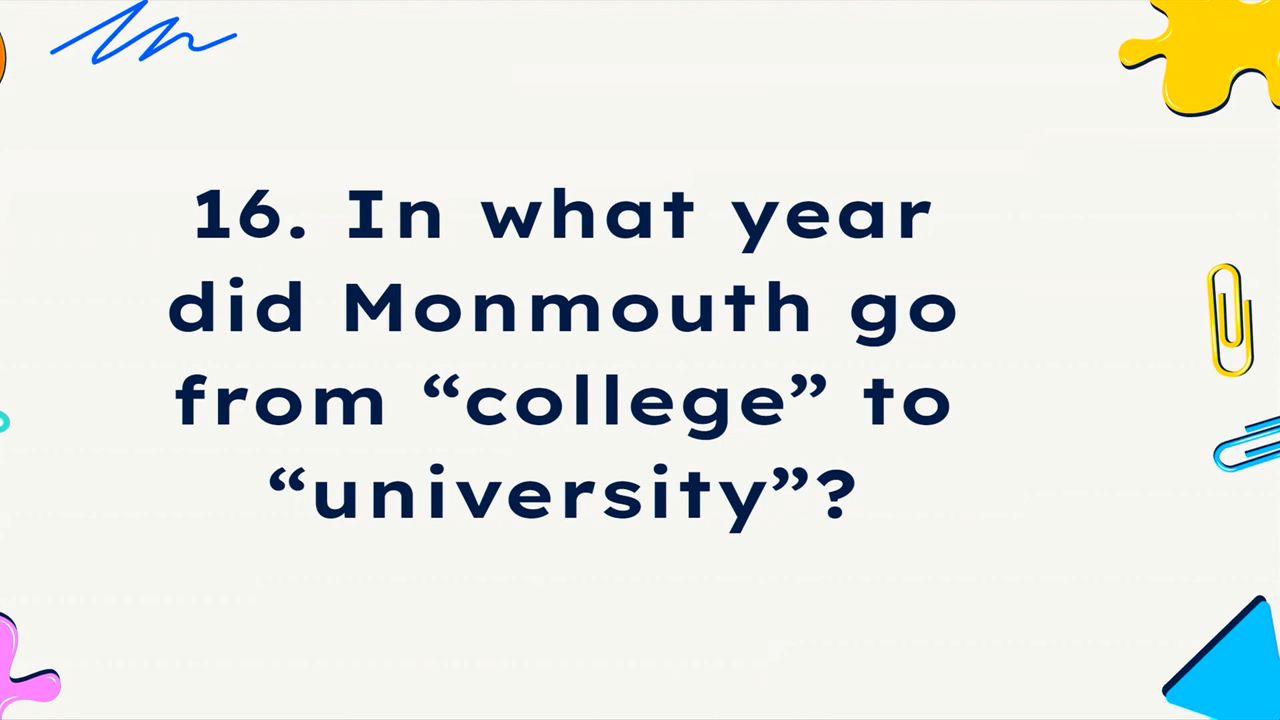 16. In what year
did Monmouth go
from “college” to
“university”?